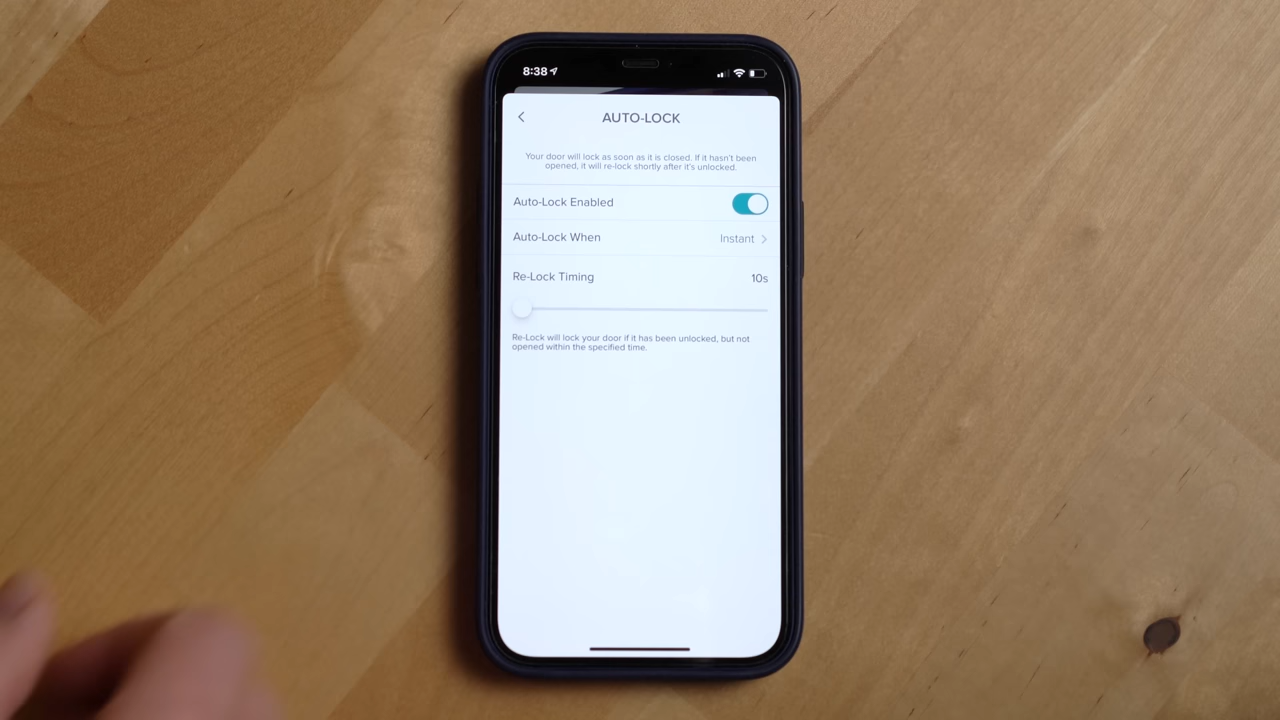 8:38
AUTO-LOCK
Your door will lock as soon as it is closed. If it hasn't been
opened, it will re-lock shortly after it's unlocked.
Auto-Lock Enabled
Auto-Lock When Instant
Re-Lock Timing 10s
Re-Lock will lock your door if it has been unlocked, but not
opened within the specified time.